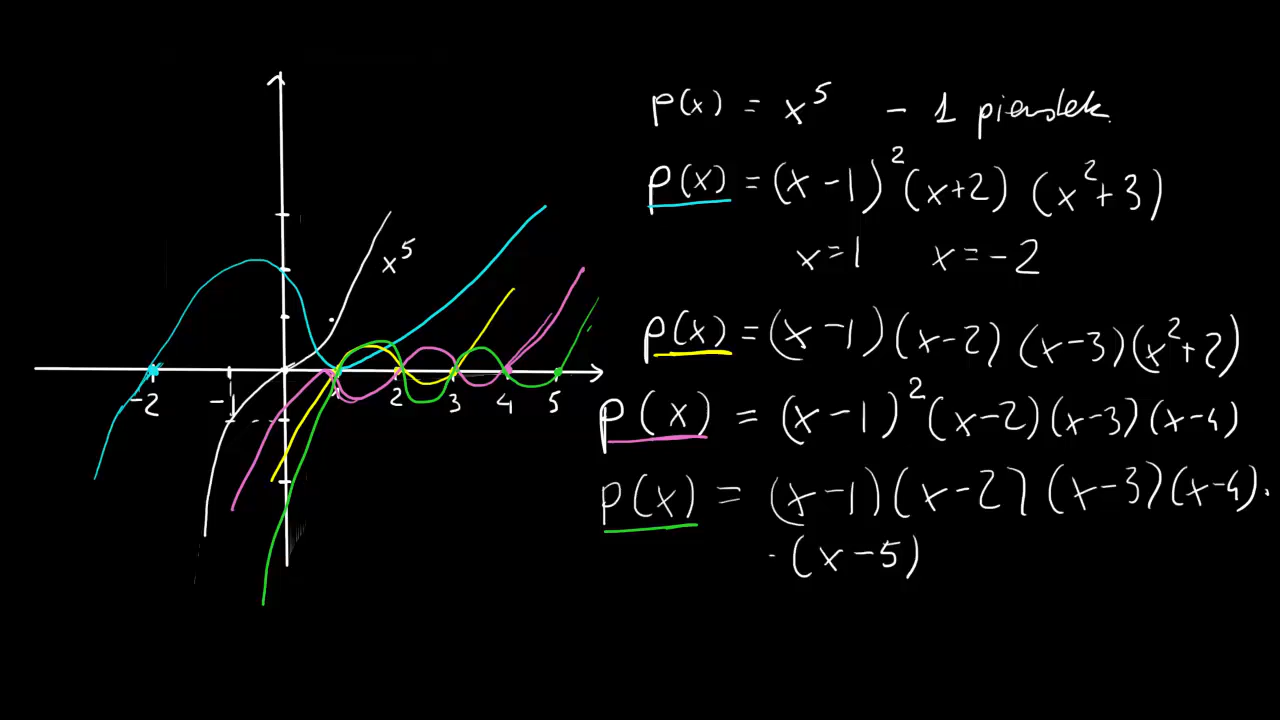 p(x) = x⁵ - 1 pierwiastek.
p(x) = (x-1)²(x+2) (x²+3)
x=1 x=-2
x⁵
p(x) = (x-1)(x-2)(x-3)(x²+2)
-2 -1 1 2 3 4 5
p(x) = (x-1)²(x-2)(x-3)(x-4)
p(x) = (x-1)(x-2)(x-3)(x-4)·
·(x-5)